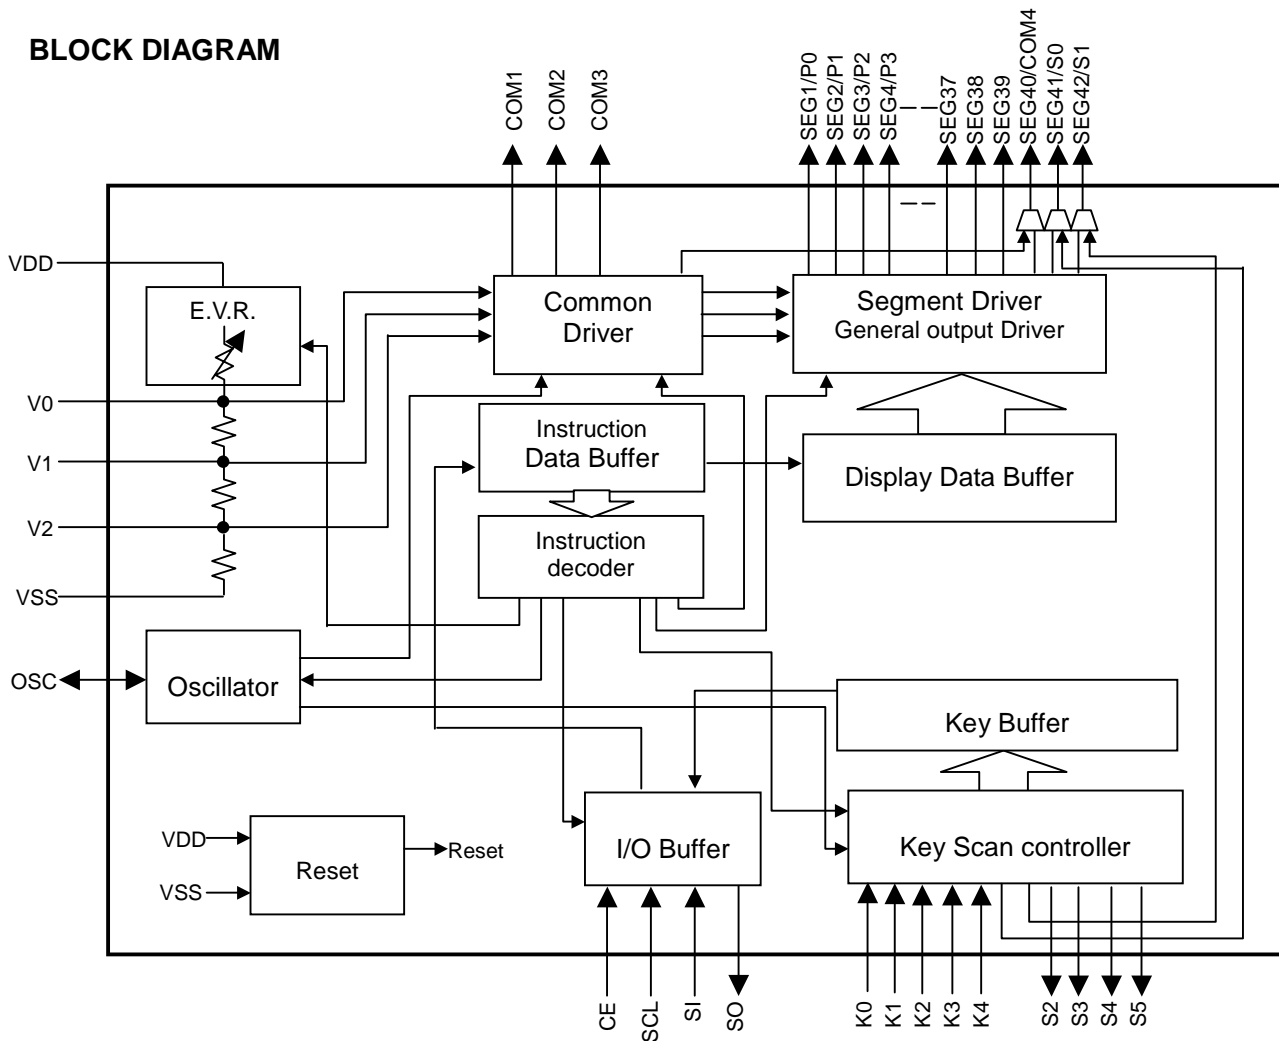 BLOCK DIAGRAM
COM1
COM2
COM3
SEG1/P0
SEG2/P1
SEG3/P2
SEG4/P3
SEG37
SEG38
SEG39
SEG40/COM4
SEG41/S0
SEG42/S1
VDD
E.V.R.
V0
V1
V2
VSS
Common
Driver
Segment Driver
General output Driver
Instruction
Data Buffer
Display Data Buffer
Instruction
decoder
OSC
Oscillator
Key Buffer
VDD
VSS
Reset
Reset
I/O Buffer
Key Scan controller
CE
SCL
SI
SO
K0
K1
K2
K3
K4
S2
S3
S4
S5